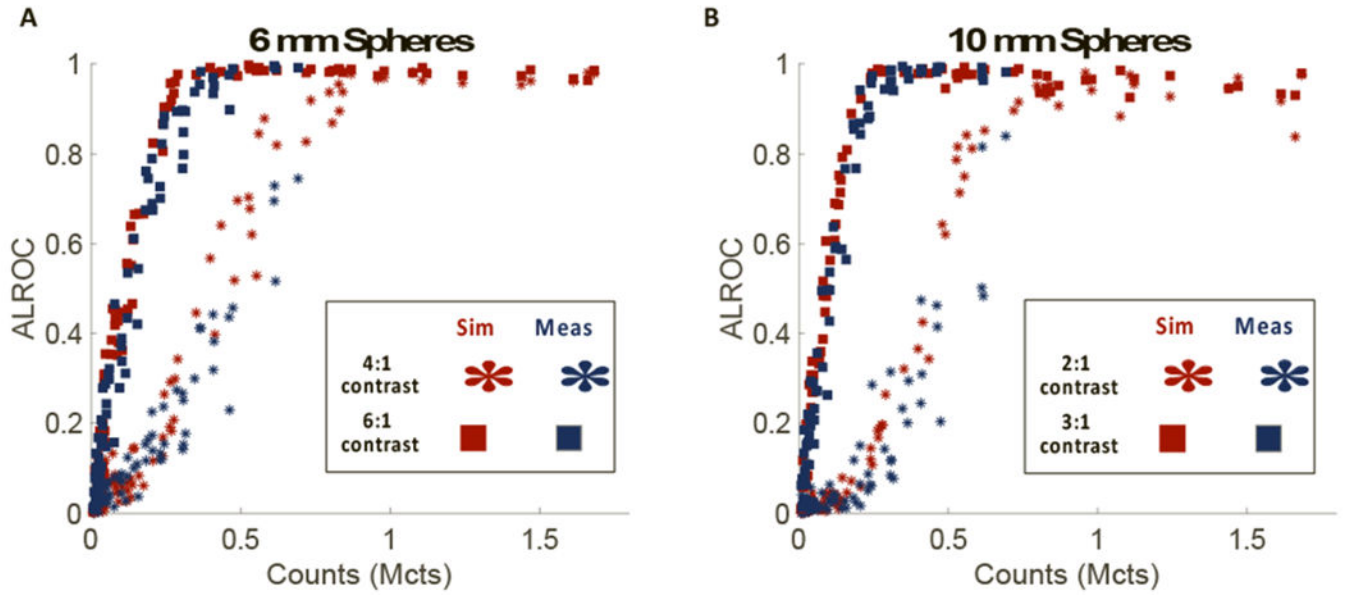 A
6 mm Spheres
1
0.8
0.6
0.4
0.2
0
ALROC
Sim Meas
4:1
contrast
6:1
contrast
0 0.5 1 1.5
Counts (Mcts)
B
10 mm Spheres
1
0.8
0.6
0.4
0.2
0
ALROC
Sim Meas
2:1
contrast
3:1
contrast
0 0.5 1 1.5
Counts (Mcts)